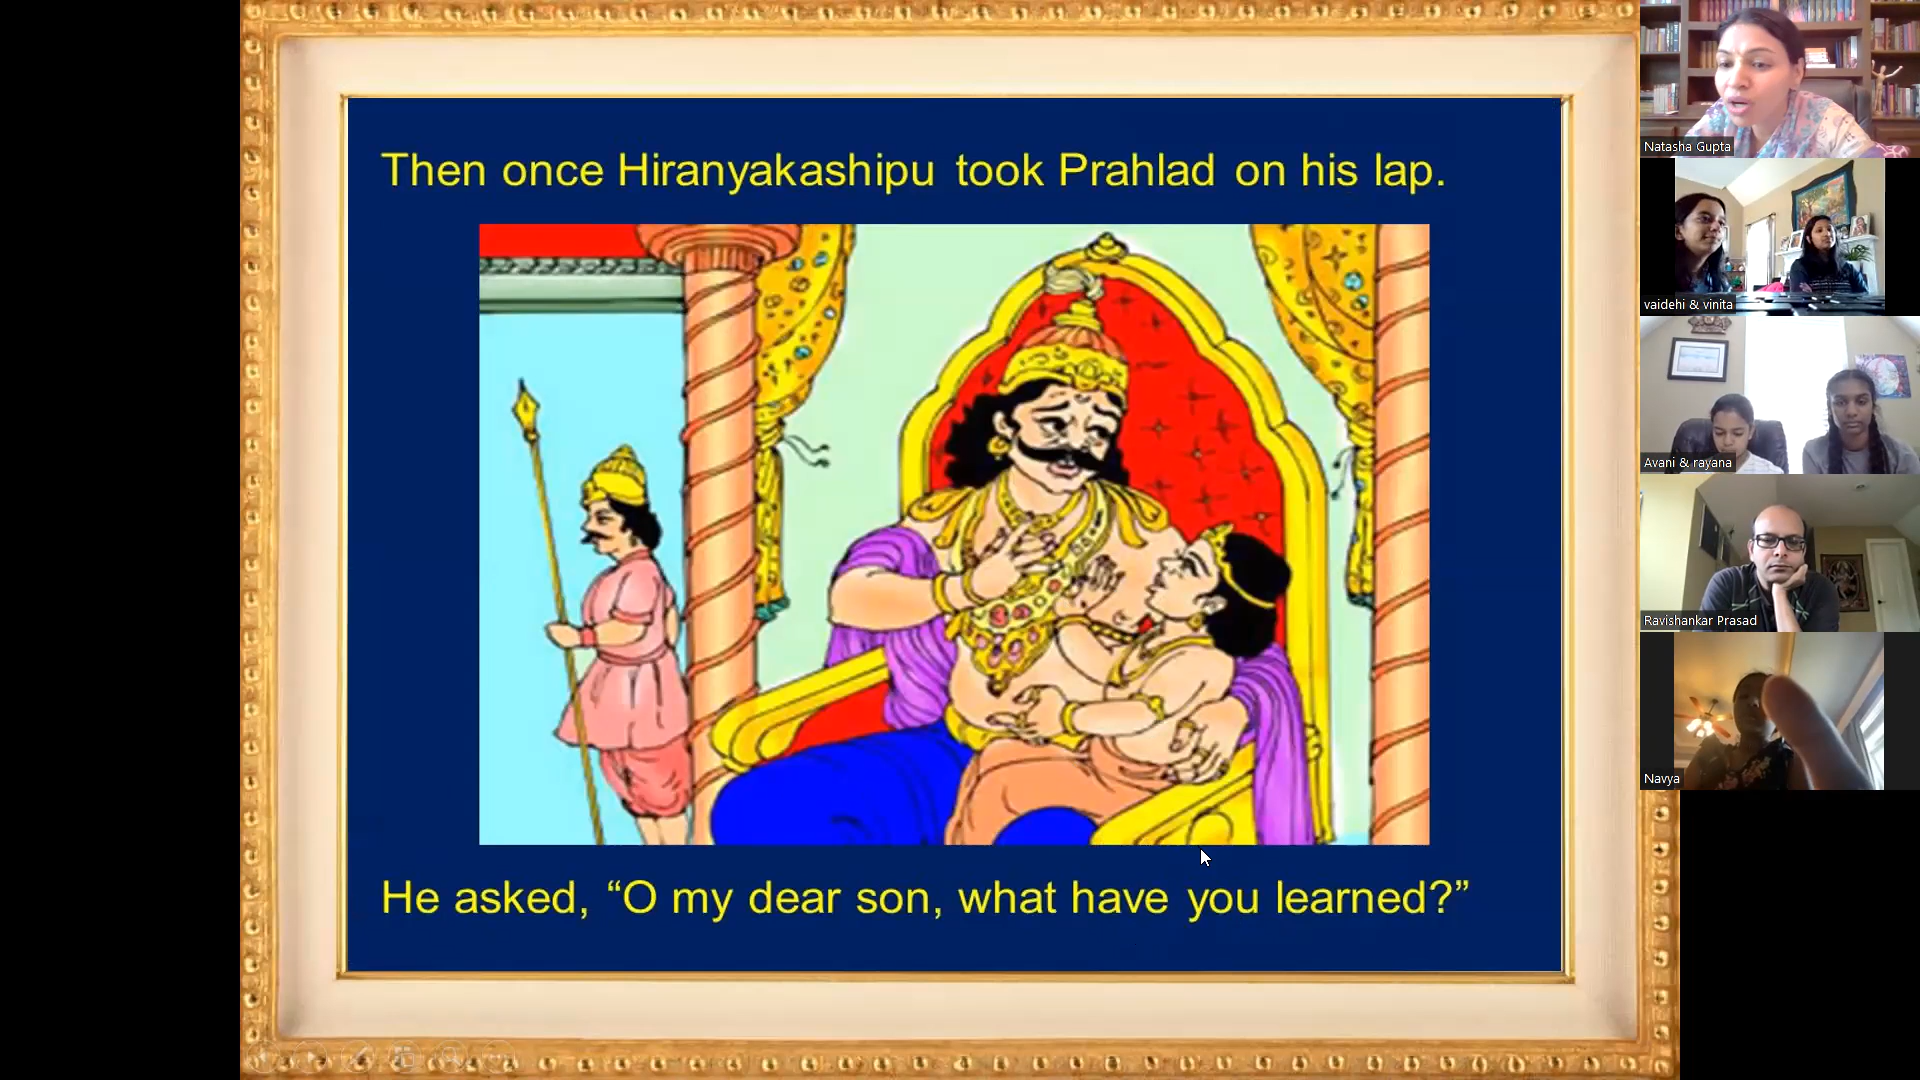 Then once Hiranyakashipu took Prahlad on his lap.
He asked, “O my dear son, what have you learned?”
Natasha Gupta
vaidehi & vinita
Avani & rayana
Ravishankar Prasad
Navya